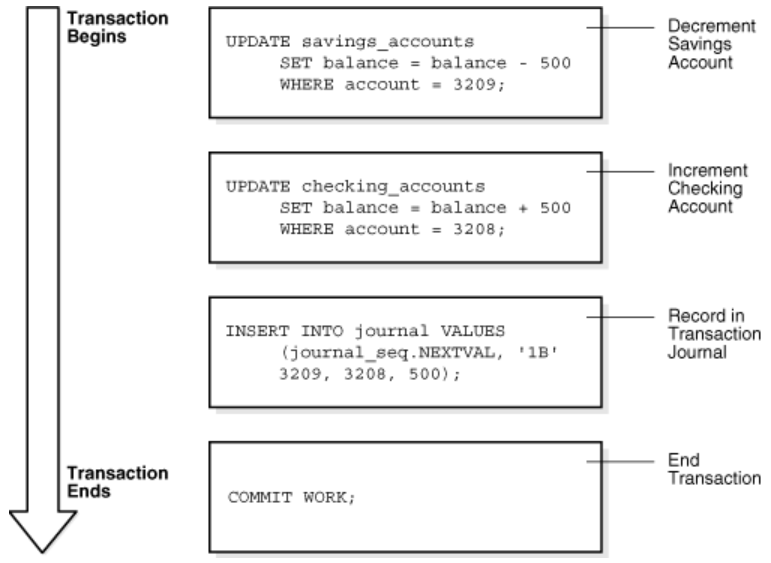 Transaction
Begins
UPDATE savings_accounts
SET balance = balance - 500
WHERE account = 3209;
Decrement
Savings
Account
UPDATE checking_accounts
SET balance = balance + 500
WHERE account = 3208;
Increment
Checking
Account
INSERT INTO journal VALUES
(journal_seq.NEXTVAL, '1B'
3209, 3208, 500);
Record in
Transaction
Journal
Transaction
Ends
COMMIT WORK;
End
Transaction